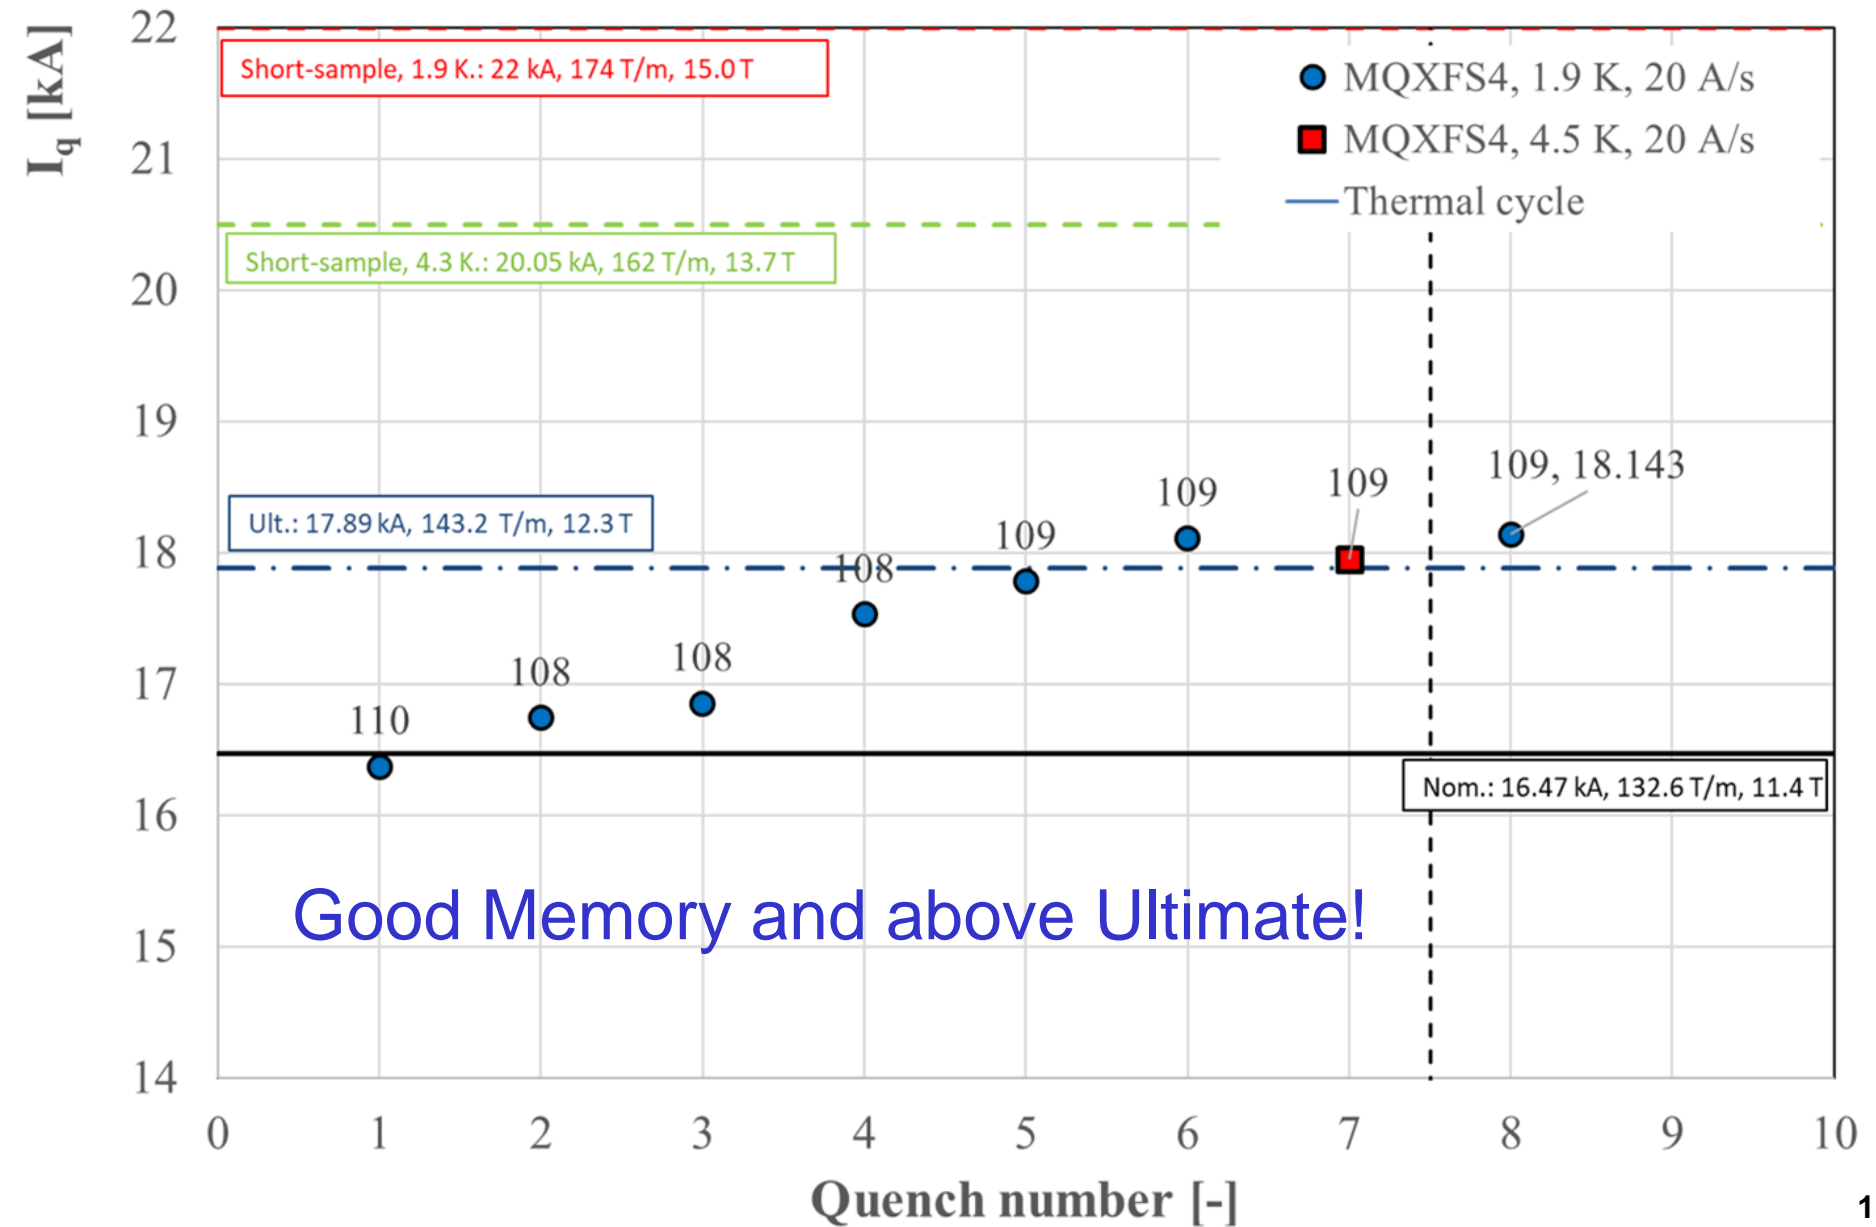 I_q [kA]
22
21
20
19
18
17
16
15
14
Short-sample, 1.9 K.: 22 kA, 174 T/m, 15.0 T
MQXFS4, 1.9 K, 20 A/s
MQXFS4, 4.5 K, 20 A/s
Thermal cycle
Short-sample, 4.3 K.: 20.05 kA, 162 T/m, 13.7 T
Ult.: 17.89 kA, 143.2 T/m, 12.3 T
110
108
108
108
109
109
109
109, 18.143
Nom.: 16.47 kA, 132.6 T/m, 11.4 T
Good Memory and above Ultimate!
0 1 2 3 4 5 6 7 8 9 10
Quench number [-]
1